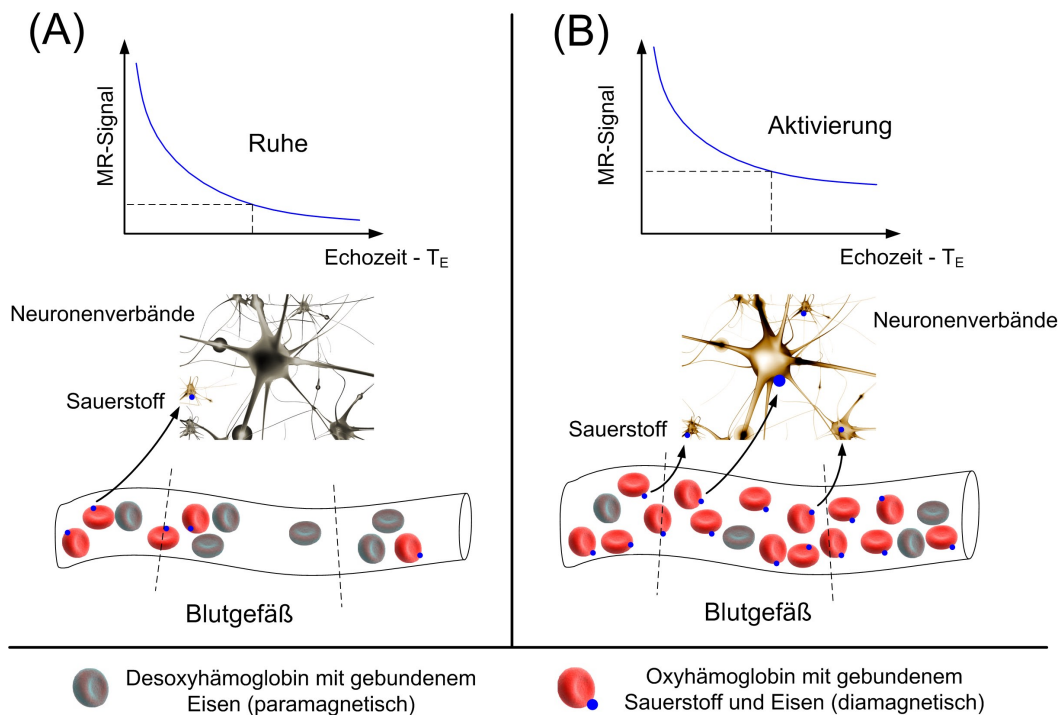 (A)
MR-Signal
Ruhe
Echozeit - TE
Neuronenverbände
Sauerstoff
Blutgefäß
(B)
MR-Signal
Aktivierung
Echozeit - TE
Neuronenverbände
Sauerstoff
Blutgefäß
Desoxyhämoglobin mit gebundenem
Eisen (paramagnetisch)
Oxyhämoglobin mit gebundenem
Sauerstoff und Eisen (diamagnetisch)